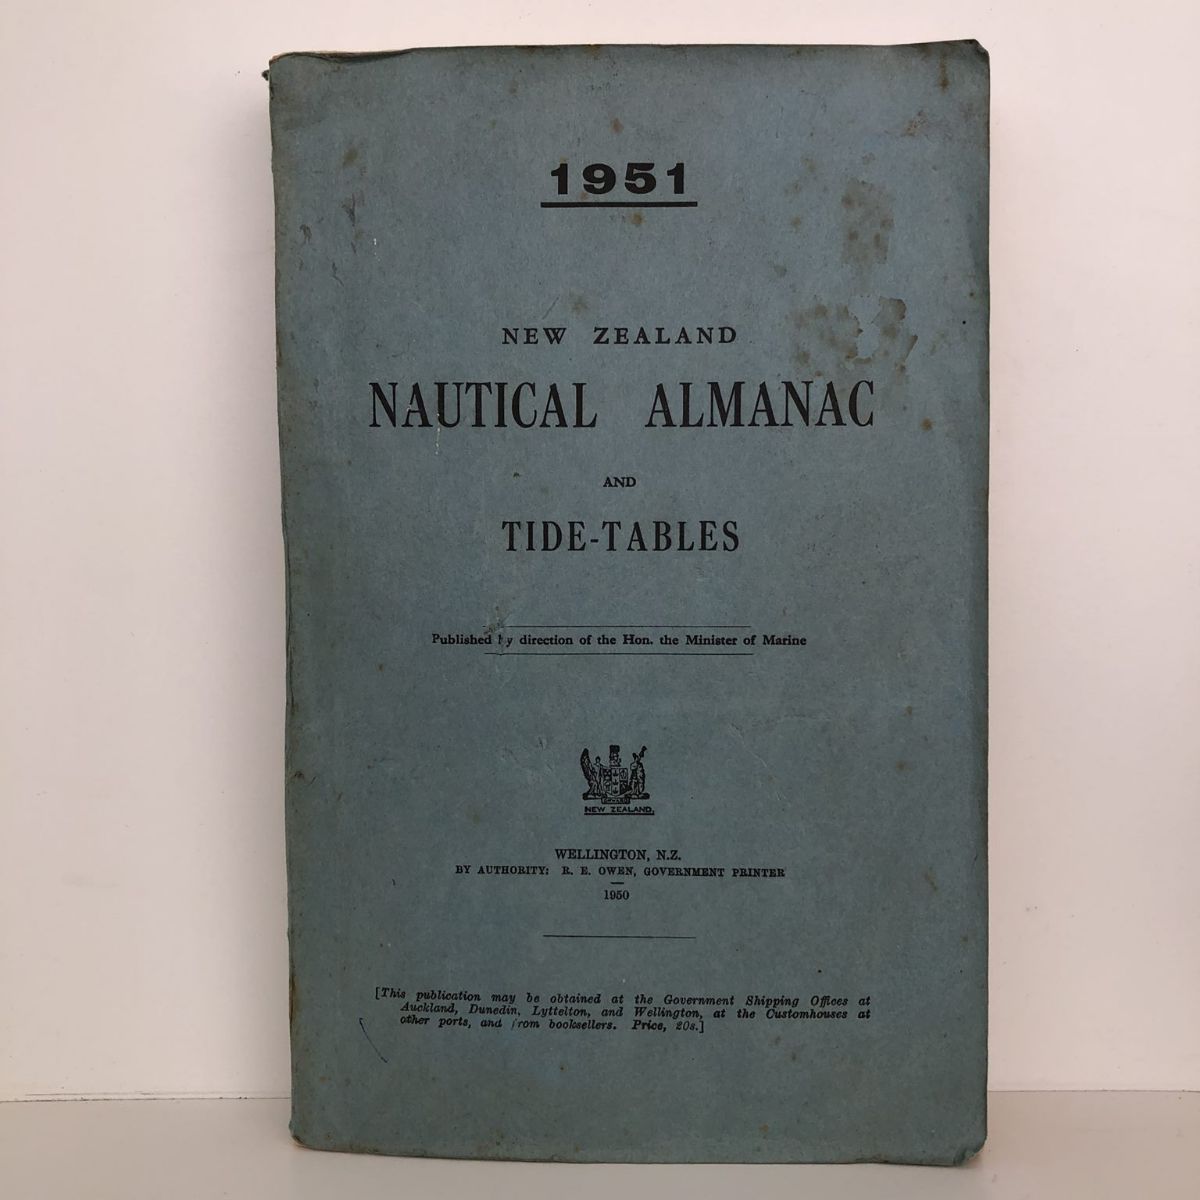 1951
NEW ZEALAND
NAUTICAL ALMANAC
AND
TIDE-TABLES
Published by direction of the Hon. the Minister of Marine
NEW ZEALAND.
WELLINGTON, N.Z.
BY AUTHORITY: R. E. OWEN, GOVERNMENT PRINTER
1950
[This publication may be obtained at the Government Shipping Offices at
Auckland, Dunedin, Lyttelton, and Wellington, at the Customhouses at
other ports, and from booksellers. Price, 20s.]